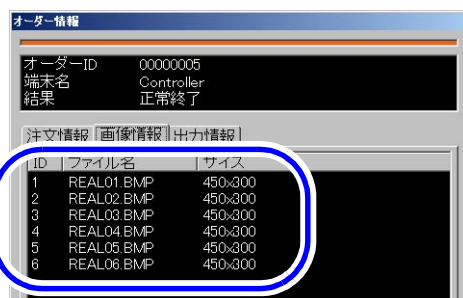 オーダー情報
オーダーID 00000005
端末名 Controller
結果 正常終了
注文情報 画像情報 出力情報
ID ファイル名 サイズ
1 REAL01.BMP 450x300
2 REAL02.BMP 450x300
3 REAL03.BMP 450x300
4 REAL04.BMP 450x300
5 REAL05.BMP 450x300
6 REAL06.BMP 450x300